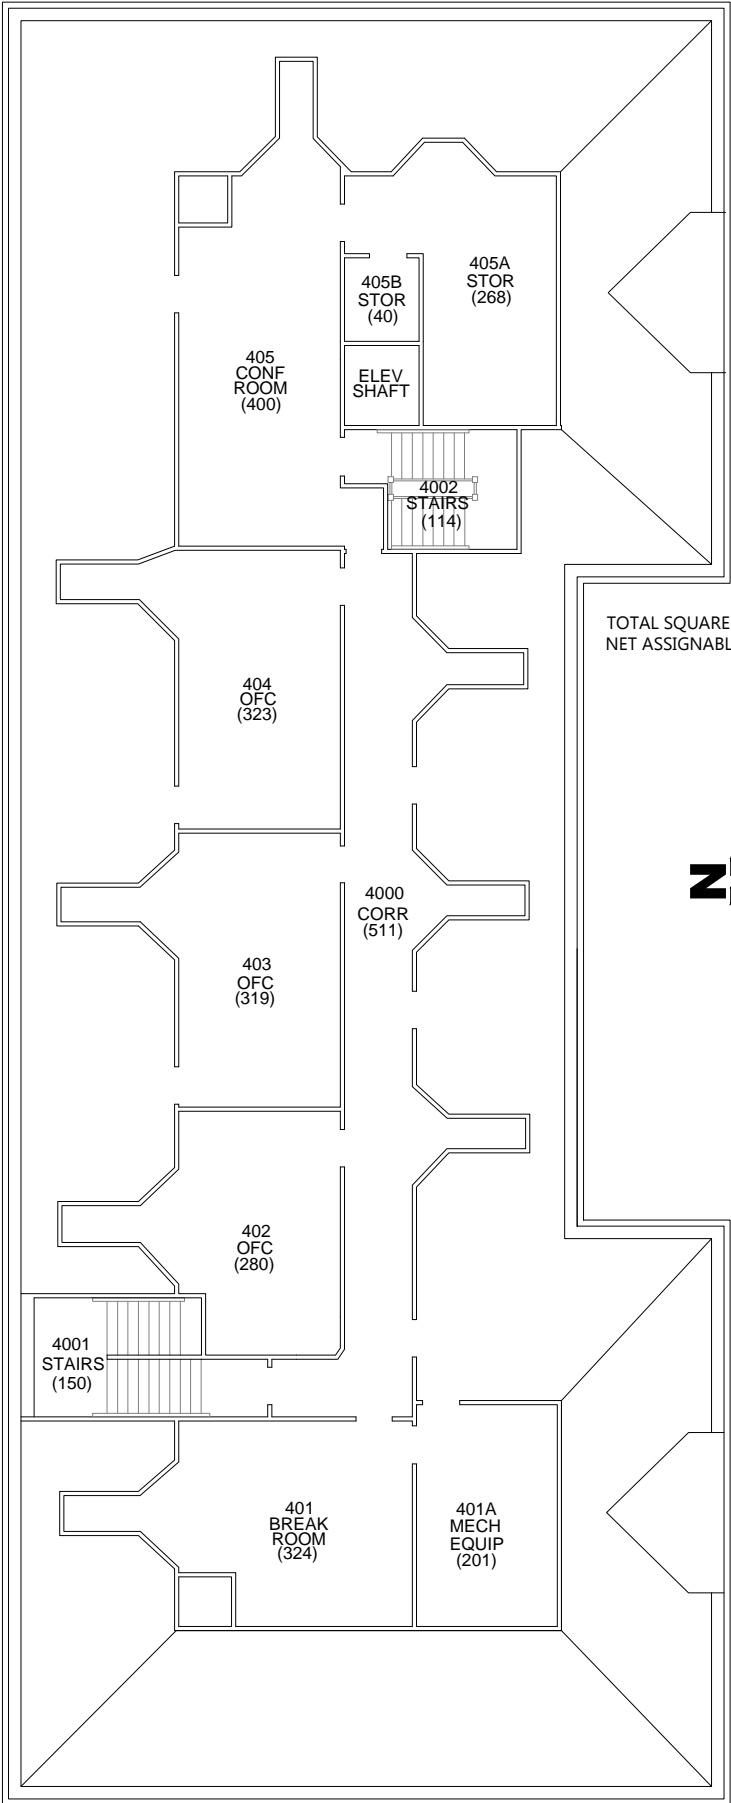 405B
STOR
(40)
405A
STOR
(268)
405
CONF
ROOM
(400)
ELEV
SHAFT
4002
STAIRS
(114)
TOTAL SQUARE
NET ASSIGNABL
404
OFC
(323)
4000
CORR
(511)
N
403
OFC
(319)
402
OFC
(280)
4001
STAIRS
(150)
401
BREAK
ROOM
(324)
401A
MECH
EQUIP
(201)